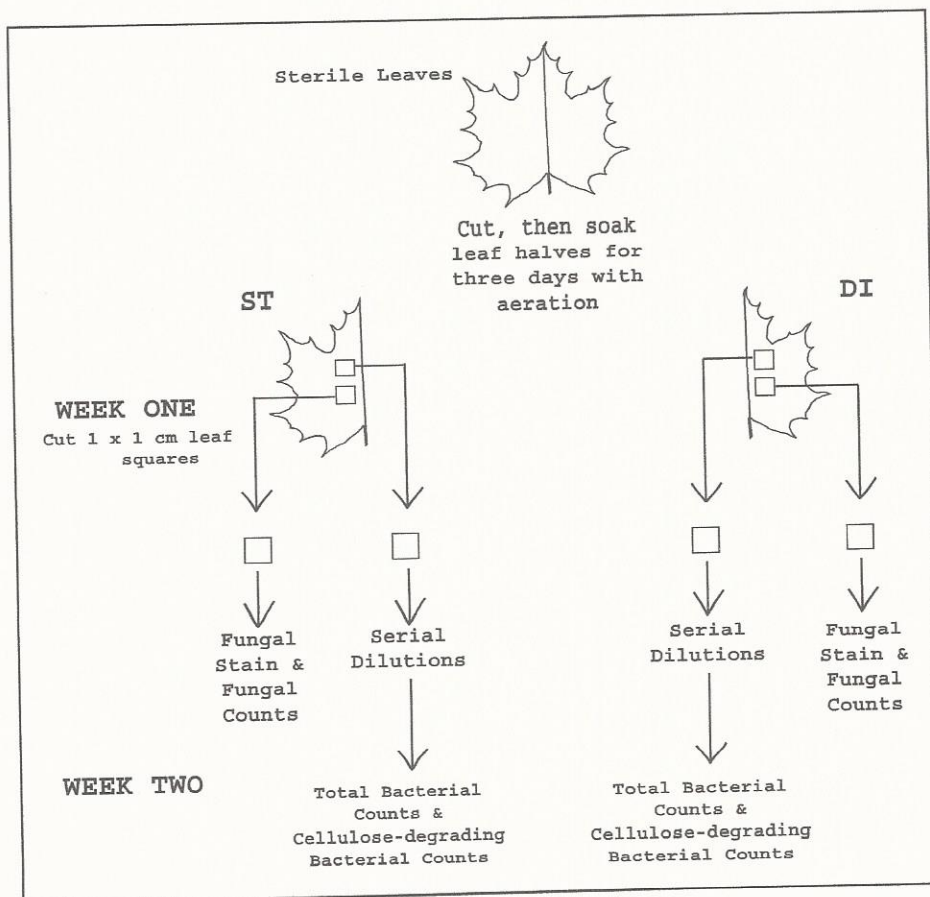 Sterile Leaves
Cut, then soak
leaf halves for
three days with
aeration
ST
DI
WEEK ONE
Cut 1 x 1 cm leaf
squares
Fungal
Stain &
Fungal
Counts
Serial
Dilutions
Serial
Dilutions
Fungal
Stain &
Fungal
Counts
WEEK TWO
Total Bacterial
Counts &
Cellulose-degrading
Bacterial Counts
Total Bacterial
Counts &
Cellulose-degrading
Bacterial Counts